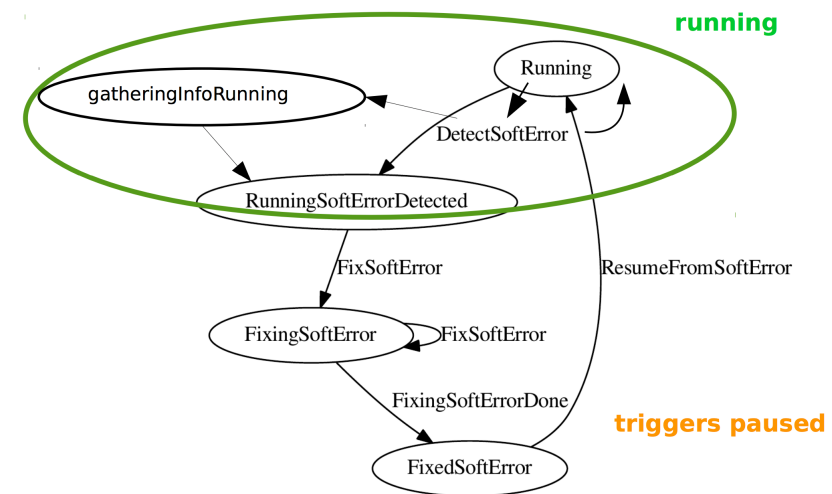 running
Running
gatheringInfoRunning
DetectSoftError
RunningSoftErrorDetected
FixSoftError
ResumeFromSoftError
FixingSoftError
FixSoftError
FixingSoftErrorDone
triggers paused
FixedSoftError